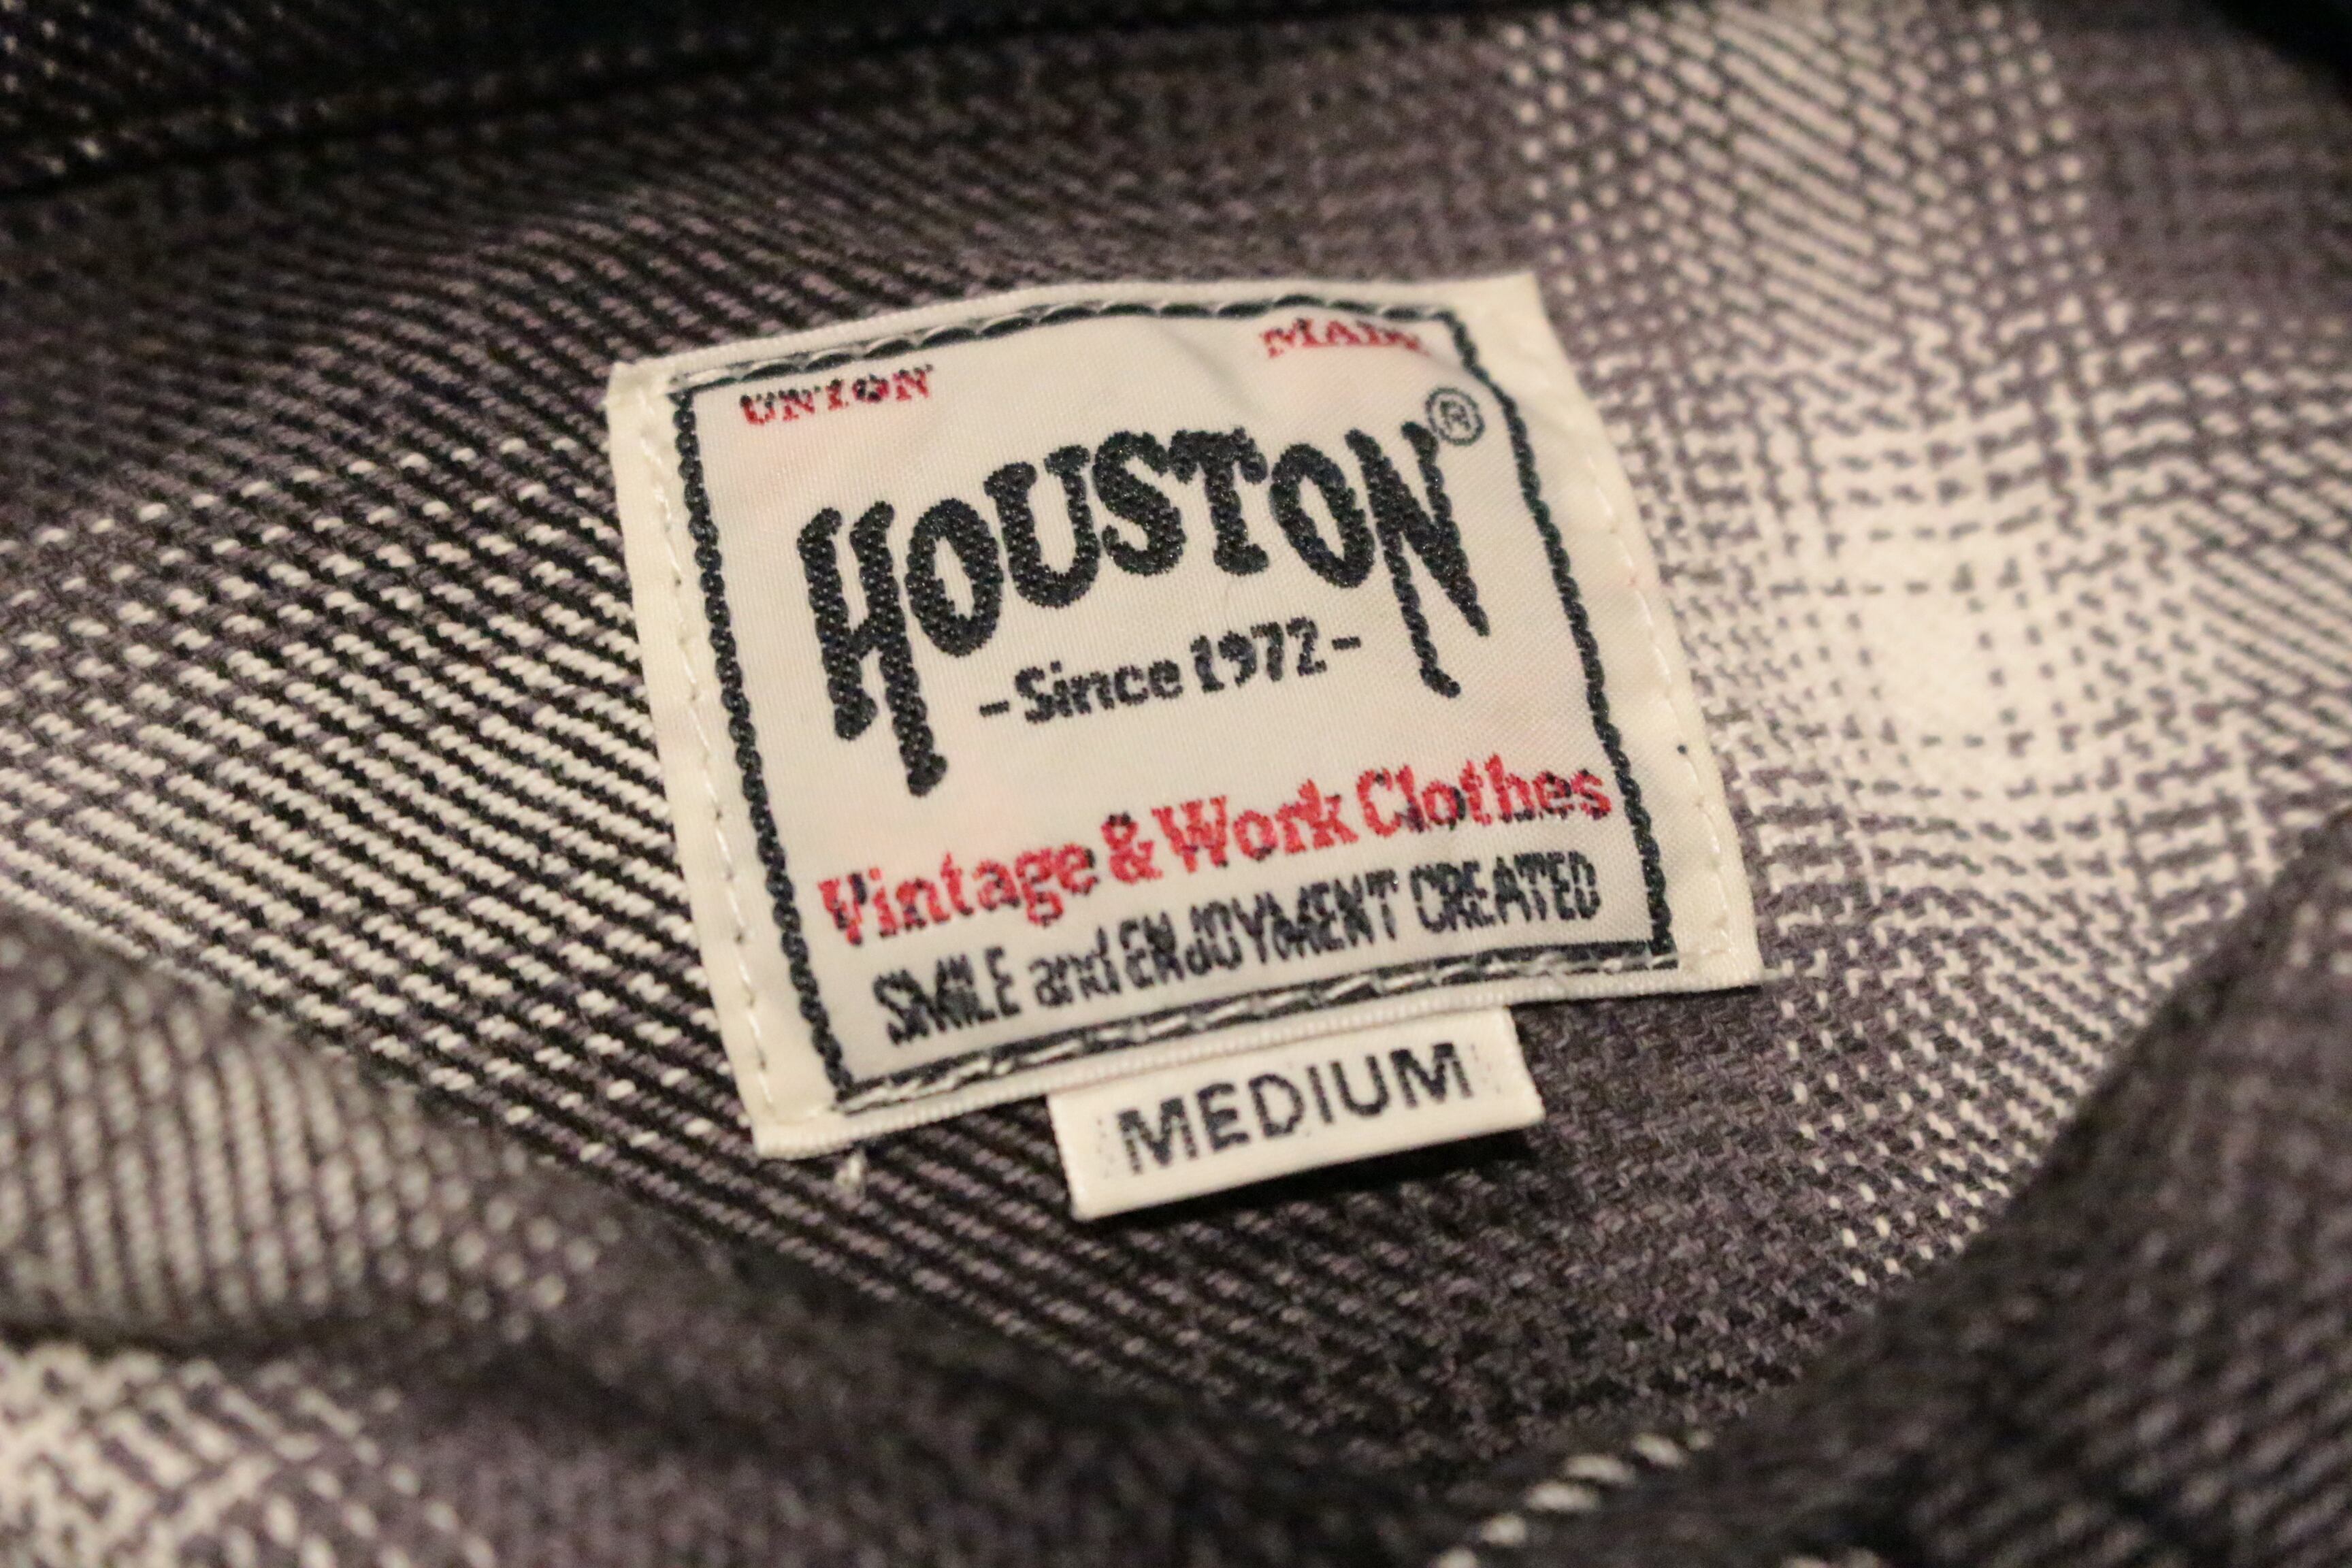 UNION MADE
HOUSTON®
-Since 1972-
Vintage & Work Clothes
SMILE and ENJOYMENT CREATED
MEDIUM